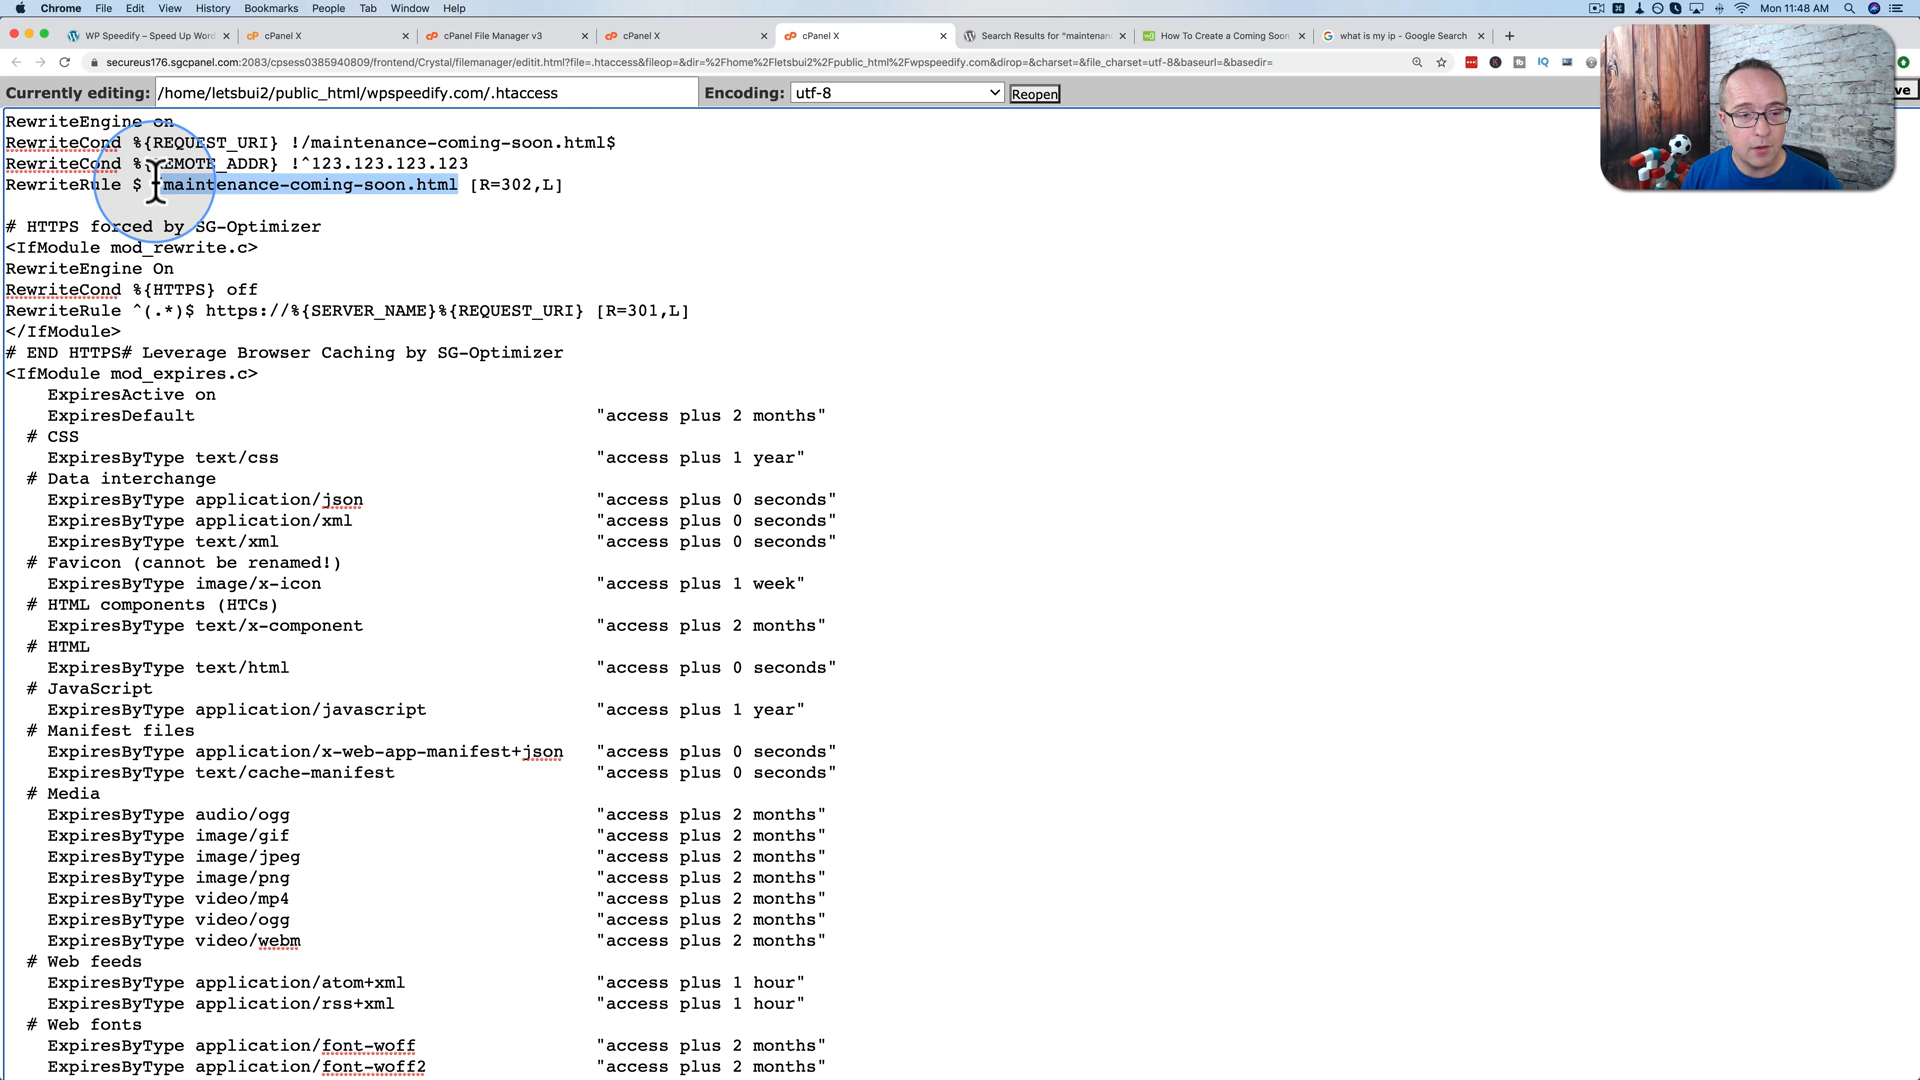 Chrome File Edit View History Bookmarks People Tab Window Help Mon 11:48 AM
WP Speedify – Speed Up Word cPanel X cPanel File Manager v3 cPanel X cPanel X Search Results for “maintenan How To Create a Coming Soon what is my ip - Google Search
secureus176.sgcpanel.com:2083/cpsess0385940809/frontend/Crystal/filemanager/editit.html?file=.htaccess&fileop=&dir=%2Fhome%2Fletsbui2%2Fpublic_html%2Fwpspeedify.com&dirop=&charset=&file_charset=utf-8&baseurl=&basedir=
Currently editing: /home/letsbui2/public_html/wpspeedify.com/.htaccess Encoding: utf-8 Reopen
RewriteEngine on
RewriteCond %{REQUEST_URI} !/maintenance-coming-soon.html$
RewriteCond %{REMOTE_ADDR} !^123.123.123.123
RewriteRule $ /maintenance-coming-soon.html [R=302,L]
# HTTPS forced by SG-Optimizer
<IfModule mod_rewrite.c>
RewriteEngine On
RewriteCond %{HTTPS} off
RewriteRule ^(.*)$ https://%{SERVER_NAME}%{REQUEST_URI} [R=301,L]
</IfModule>
# END HTTPS# Leverage Browser Caching by SG-Optimizer
<IfModule mod_expires.c>
ExpiresActive on
ExpiresDefault "access plus 2 months"
# CSS
ExpiresByType text/css "access plus 1 year"
# Data interchange
ExpiresByType application/json "access plus 0 seconds"
ExpiresByType application/xml "access plus 0 seconds"
ExpiresByType text/xml "access plus 0 seconds"
# Favicon (cannot be renamed!)
ExpiresByType image/x-icon "access plus 1 week"
# HTML components (HTCs)
ExpiresByType text/x-component "access plus 2 months"
# HTML
ExpiresByType text/html "access plus 0 seconds"
# JavaScript
ExpiresByType application/javascript "access plus 1 year"
# Manifest files
ExpiresByType application/x-web-app-manifest+json "access plus 0 seconds"
ExpiresByType text/cache-manifest "access plus 0 seconds"
# Media
ExpiresByType audio/ogg "access plus 2 months"
ExpiresByType image/gif "access plus 2 months"
ExpiresByType image/jpeg "access plus 2 months"
ExpiresByType image/png "access plus 2 months"
ExpiresByType video/mp4 "access plus 2 months"
ExpiresByType video/ogg "access plus 2 months"
ExpiresByType video/webm "access plus 2 months"
# Web feeds
ExpiresByType application/atom+xml "access plus 1 hour"
ExpiresByType application/rss+xml "access plus 1 hour"
# Web fonts
ExpiresByType application/font-woff "access plus 2 months"
ExpiresByType application/font-woff2 "access plus 2 months"